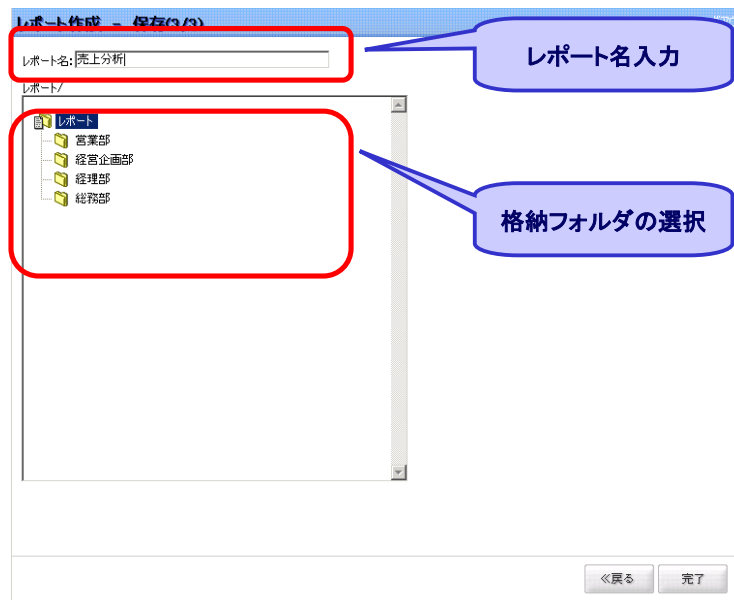 レポート作成 - 保存(3/3)
レポート名: 売上分析
レポート名入力
レポート/
レポート
営業部
経営企画部
経理部
総務部
格納フォルダの選択
≪戻る
完了